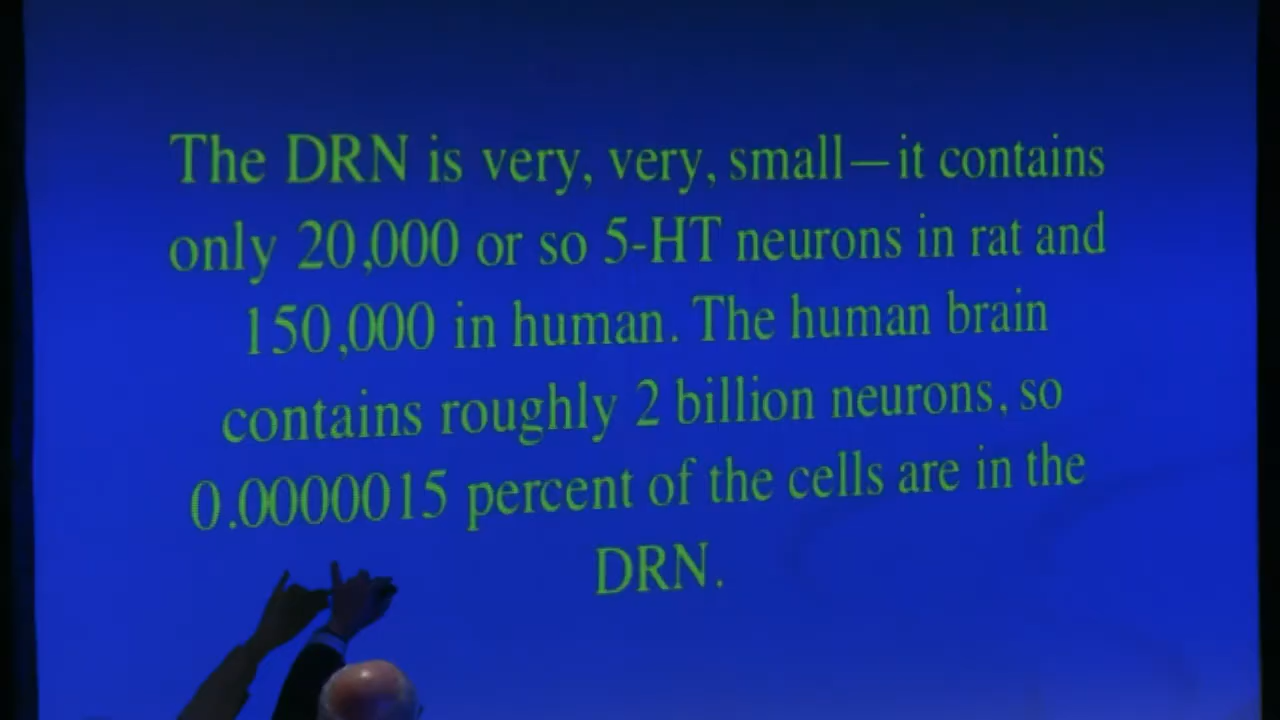 The DRN is very, very, small—it contains
only 20,000 or so 5-HT neurons in rat and
150,000 in human. The human brain
contains roughly 2 billion neurons, so
0.0000015 percent of the cells are in the
DRN.